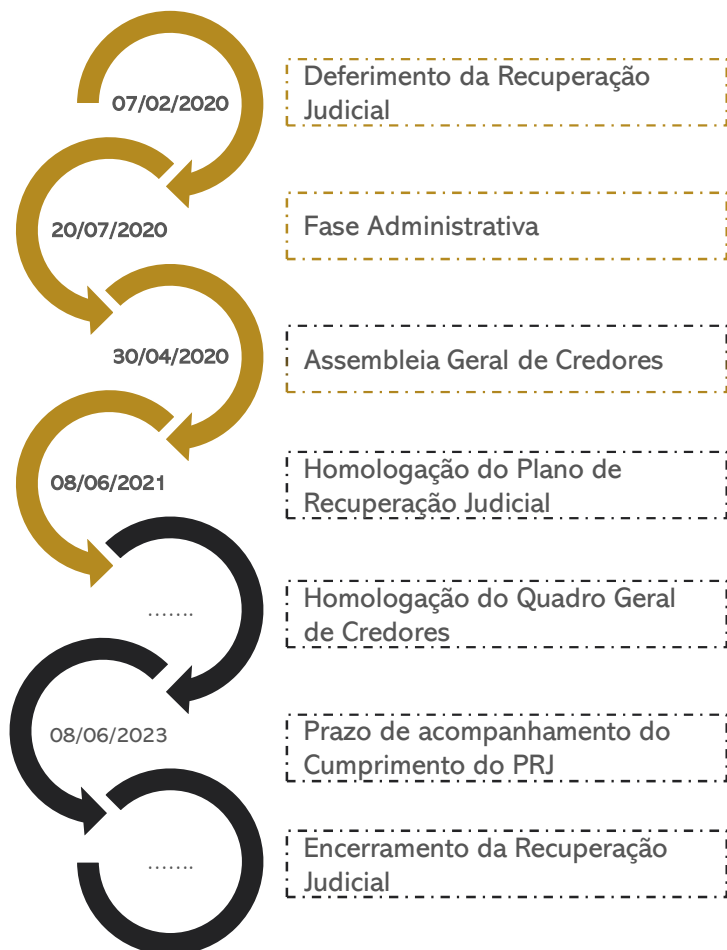 07/02/2020
Deferimento da Recuperação
Judicial
20/07/2020
Fase Administrativa
30/04/2020
Assembleia Geral de Credores
08/06/2021
Homologação do Plano de
Recuperação Judicial
.......
Homologação do Quadro Geral
de Credores
08/06/2023
Prazo de acompanhamento do
Cumprimento do PRJ
.......
Encerramento da Recuperação
Judicial